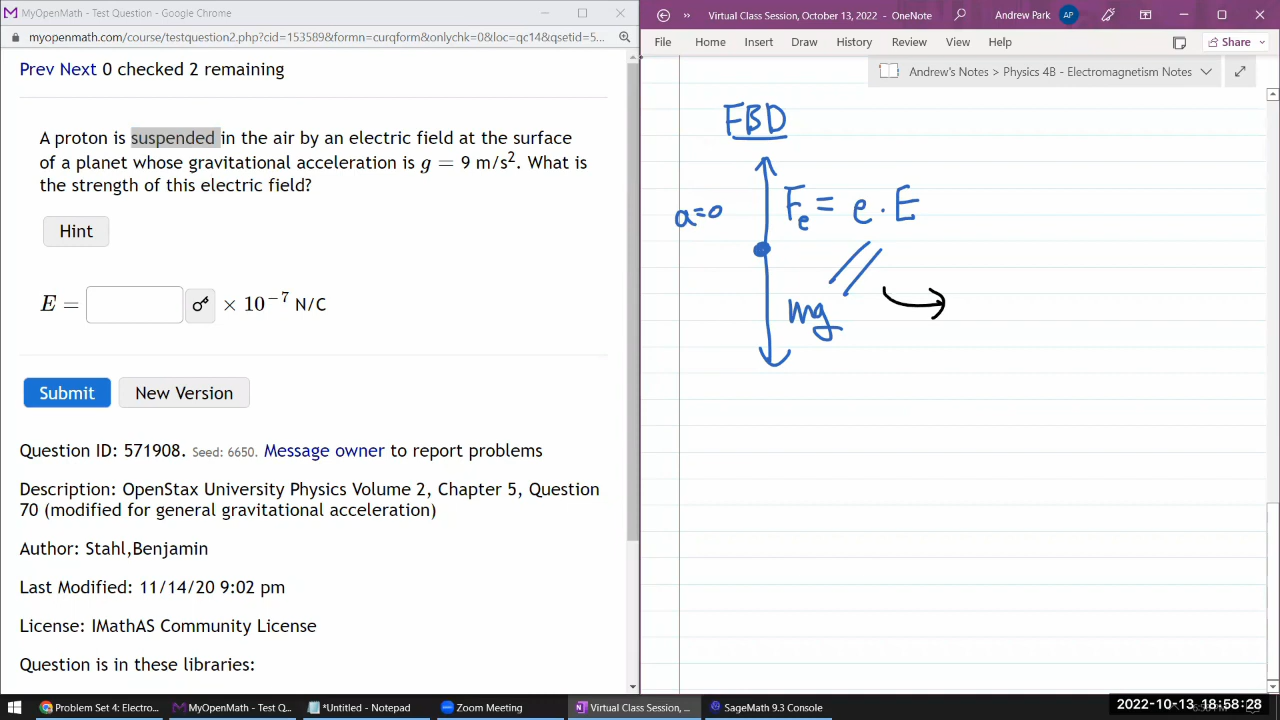 MyOpenMath - Test Question - Google Chrome
myopenmath.com/course/testquestion2.php?cid=153589&formn=curqform&onlychk=0&loc=qc14&qsetid=5...
Prev Next 0 checked 2 remaining
A proton is suspended in the air by an electric field at the surface
of a planet whose gravitational acceleration is g = 9 m/s². What is
the strength of this electric field?
Hint
E = × 10⁻⁷ N/C
Submit New Version
Question ID: 571908. Seed: 6650. Message owner to report problems
Description: OpenStax University Physics Volume 2, Chapter 5, Question
70 (modified for general gravitational acceleration)
Author: Stahl,Benjamin
Last Modified: 11/14/20 9:02 pm
License: IMathAS Community License
Question is in these libraries:
Virtual Class Session, October 13, 2022 - OneNote
Andrew Park AP
File Home Insert Draw History Review View Help Share
Andrew's Notes > Physics 4B - Electromagnetism Notes
FBD
a=0
Fe = e · E
mg
Problem Set 4: Electro... MyOpenMath - Test Q... *Untitled - Notepad Zoom Meeting Virtual Class Session, ... SageMath 9.3 Console
2022-10-13 18:58:28